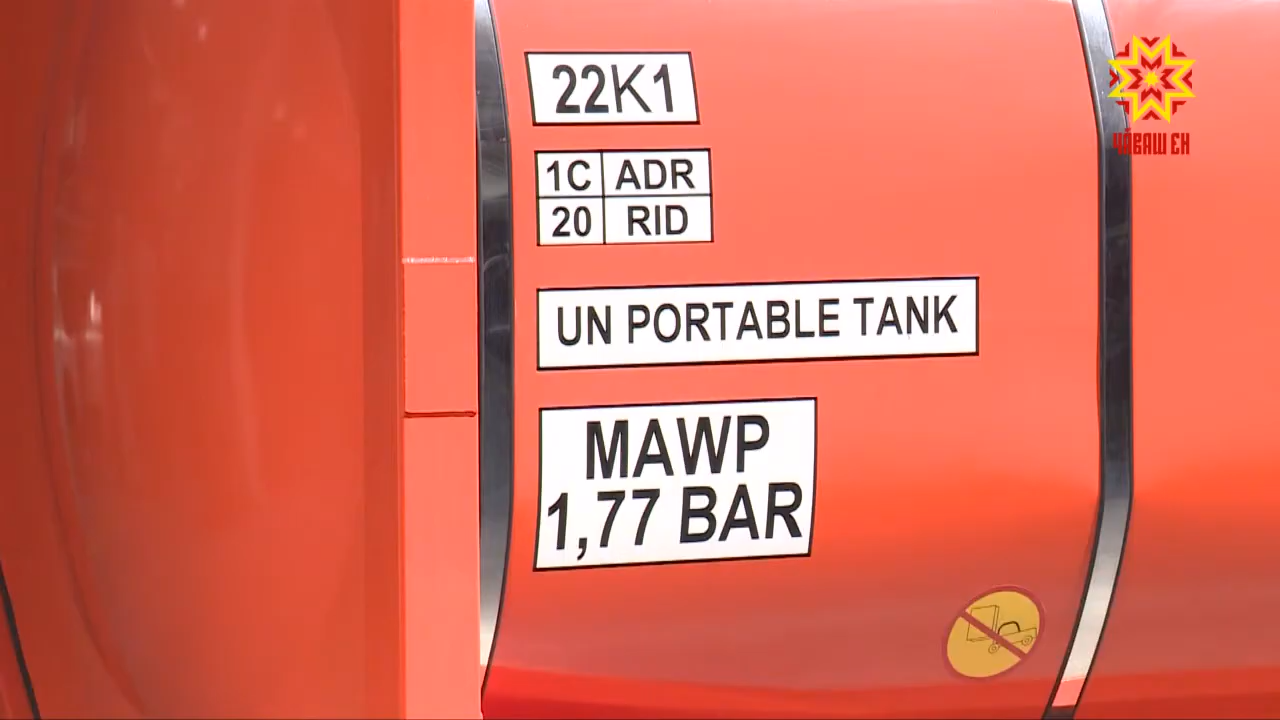 22K1
1C ADR
20 RID
UN PORTABLE TANK
MAWP
1,77 BAR
ЧӐВАШ ЕН